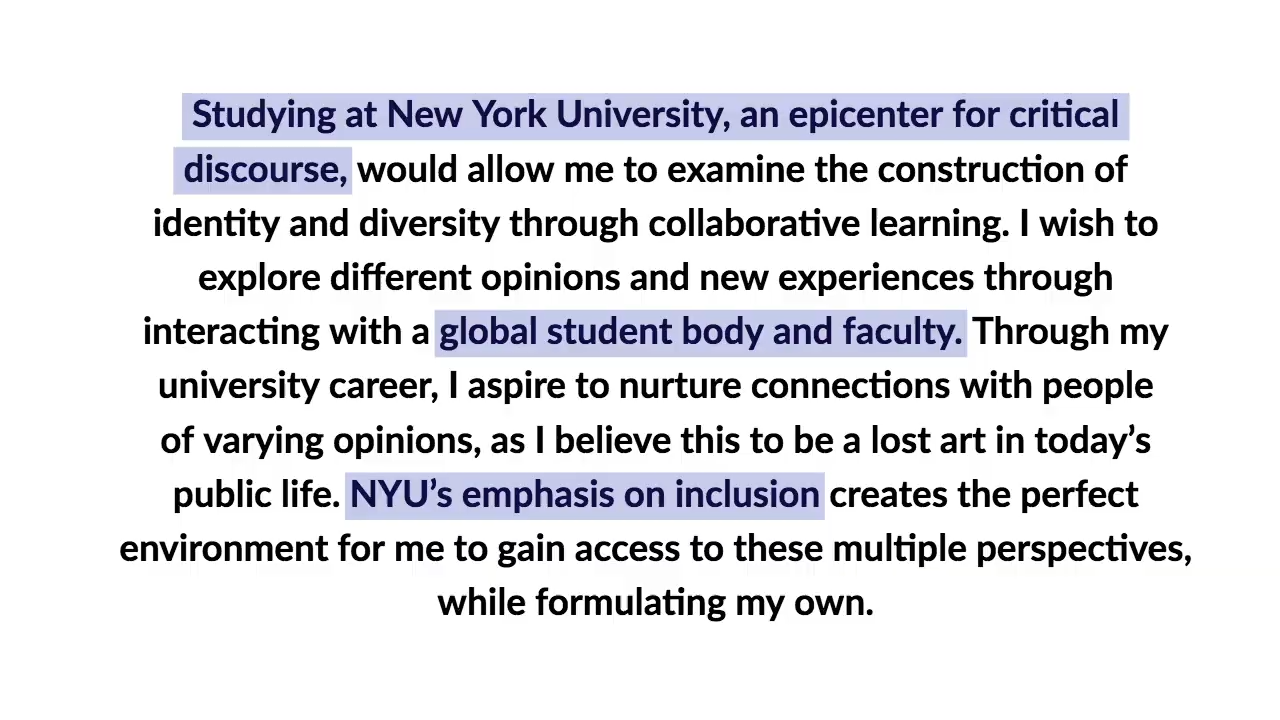 Studying at New York University, an epicenter for critical
discourse, would allow me to examine the construction of
identity and diversity through collaborative learning. I wish to
explore different opinions and new experiences through
interacting with a global student body and faculty. Through my
university career, I aspire to nurture connections with people
of varying opinions, as I believe this to be a lost art in today’s
public life. NYU’s emphasis on inclusion creates the perfect
environment for me to gain access to these multiple perspectives,
while formulating my own.